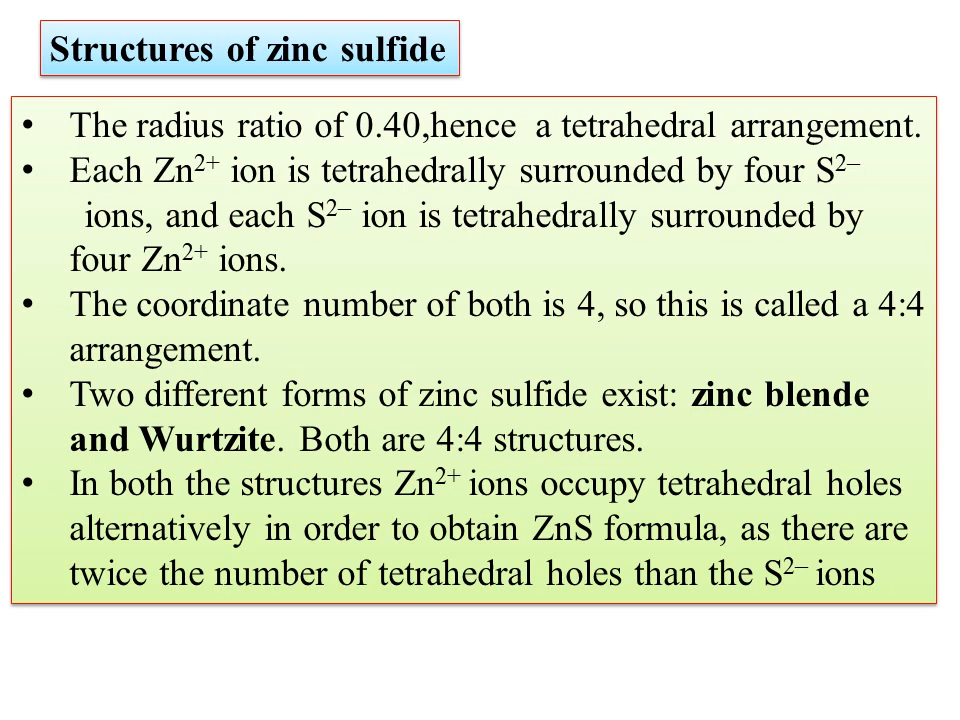 Structures of zinc sulfide
• The radius ratio of 0.40,hence a tetrahedral arrangement.
• Each Zn²⁺ ion is tetrahedrally surrounded by four S²⁻
ions, and each S²⁻ ion is tetrahedrally surrounded by
four Zn²⁺ ions.
• The coordinate number of both is 4, so this is called a 4:4
arrangement.
• Two different forms of zinc sulfide exist: zinc blende
and Wurtzite. Both are 4:4 structures.
• In both the structures Zn²⁺ ions occupy tetrahedral holes
alternatively in order to obtain ZnS formula, as there are
twice the number of tetrahedral holes than the S²⁻ ions